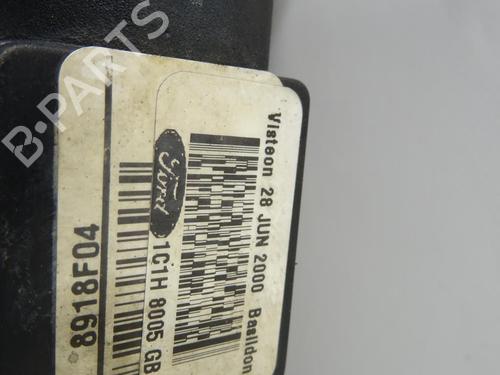 Visteon 28 JUN 2000 Basildon
Ford
1C1H 8005 GB
8918F04
B-PARTS